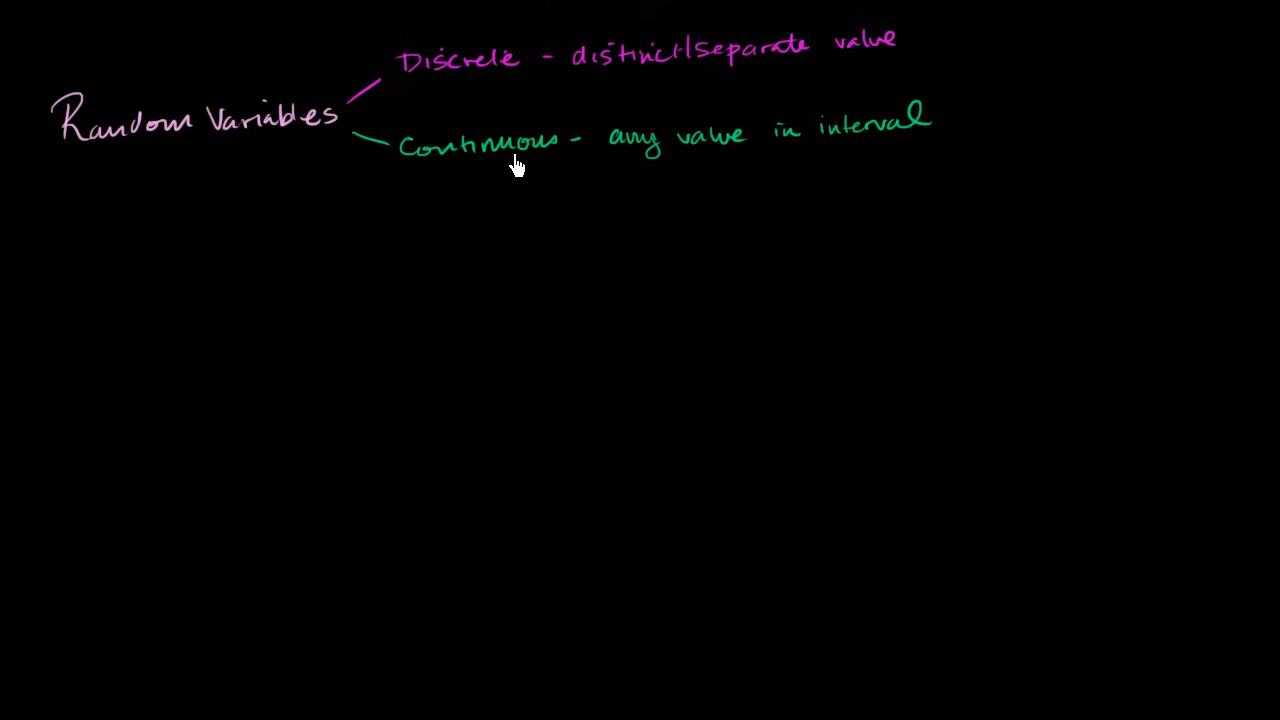 Discrete - distinct/separate value
Random Variables
Continuous - any value in interval